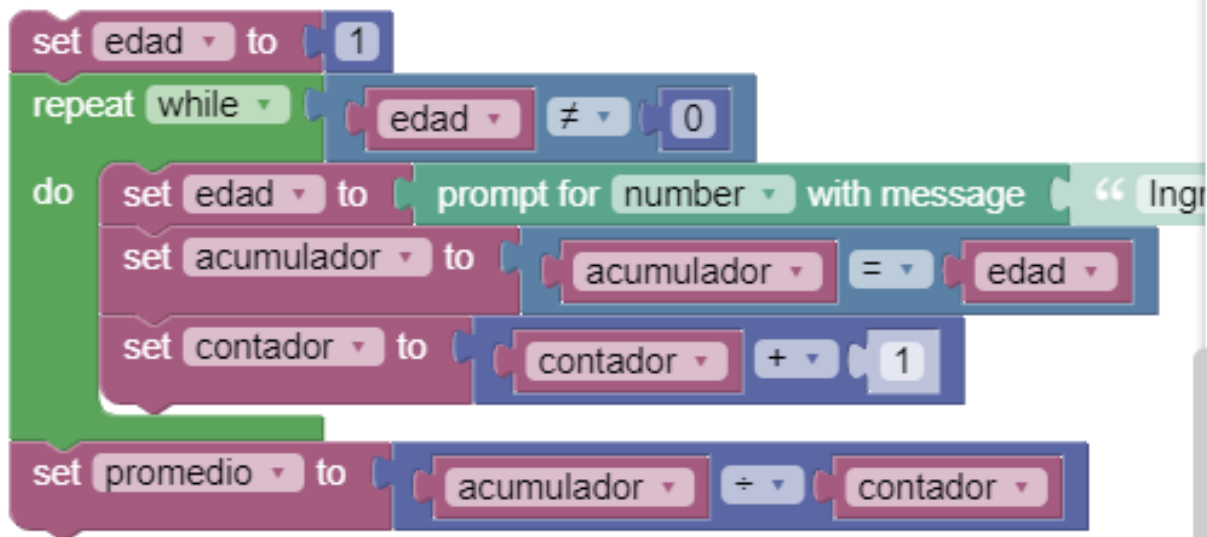 set edad to 1
repeat while edad ≠ 0
do set edad to prompt for number with message “ Ingr
set acumulador to acumulador = edad
set contador to contador + 1
set promedio to acumulador ÷ contador